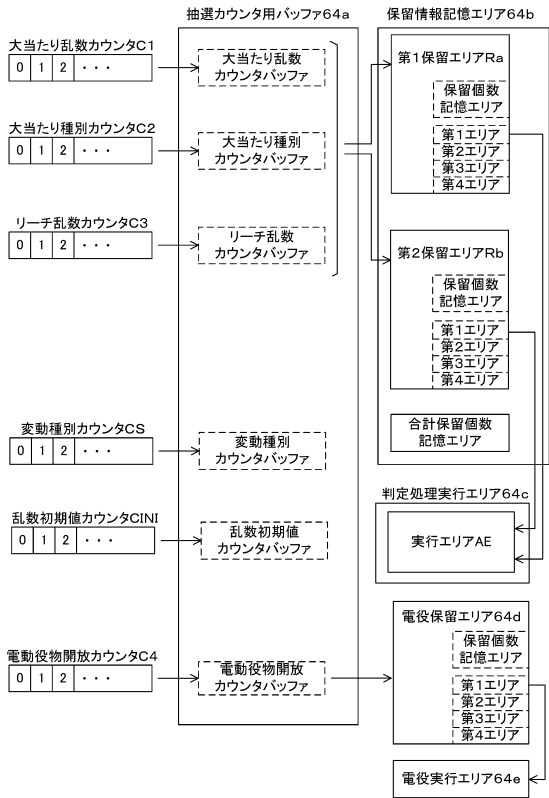 抽選カウンタ用バッファ64a
保留情報記憶エリア64b
大当たり乱数カウンタC1
0 1 2 ・・・
大当たり乱数
カウンタバッファ
第1保留エリアRa
保留個数
記憶エリア
第1エリア
第2エリア
第3エリア
第4エリア
大当たり種別カウンタC2
0 1 2 ・・・
大当たり種別
カウンタバッファ
リーチ乱数カウンタC3
0 1 2 ・・・
リーチ乱数
カウンタバッファ
第2保留エリアRb
保留個数
記憶エリア
第1エリア
第2エリア
第3エリア
第4エリア
合計保留個数
記憶エリア
変動種別カウンタCS
0 1 2 ・・・
変動種別
カウンタバッファ
判定処理実行エリア64c
実行エリアAE
乱数初期値カウンタCINI
0 1 2 ・・・
乱数初期値
カウンタバッファ
電役保留エリア64d
保留個数
記憶エリア
第1エリア
第2エリア
第3エリア
第4エリア
電動役物開放カウンタC4
0 1 2 ・・・
電動役物開放
カウンタバッファ
電役実行エリア64e